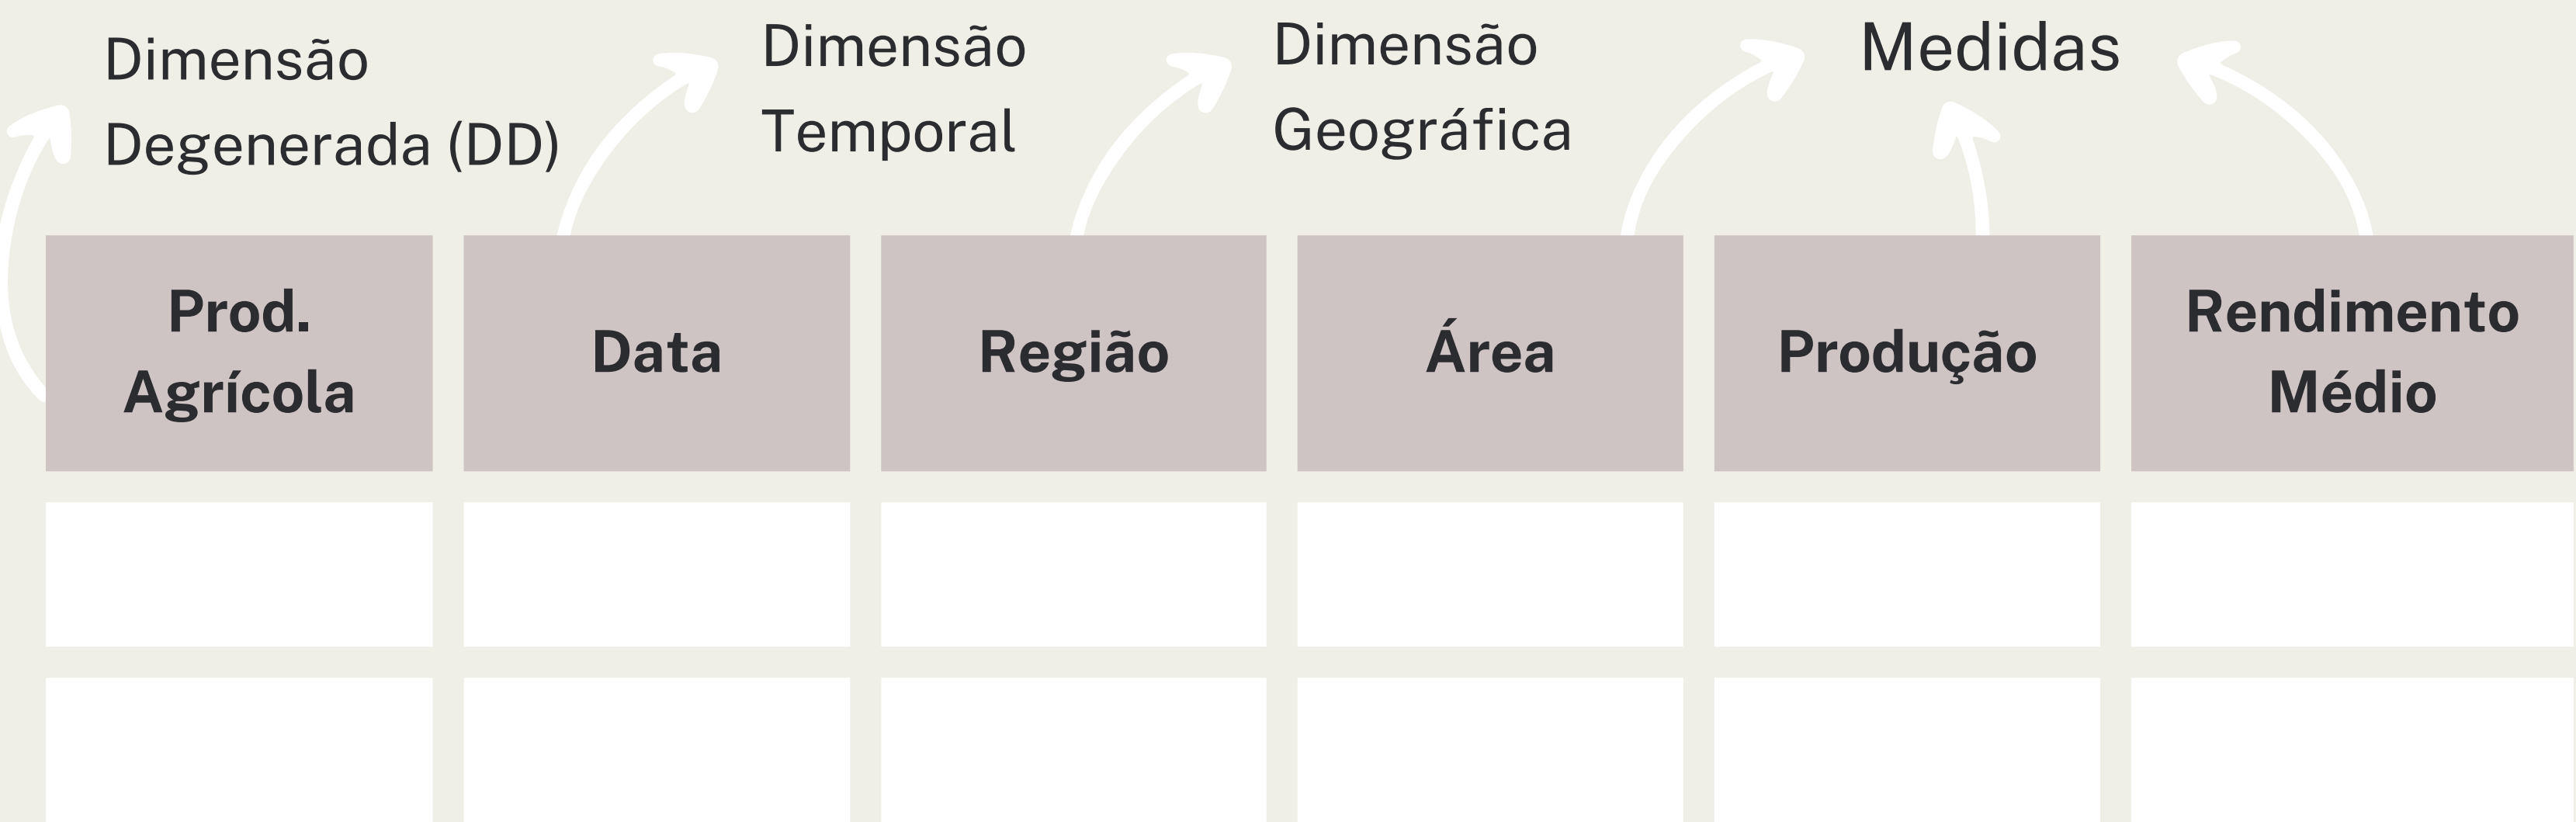 Dimensão
Degenerada (DD)
Dimensão
Temporal
Dimensão
Geográfica
Medidas
Prod.
Agrícola
Data
Região
Área
Produção
Rendimento
Médio